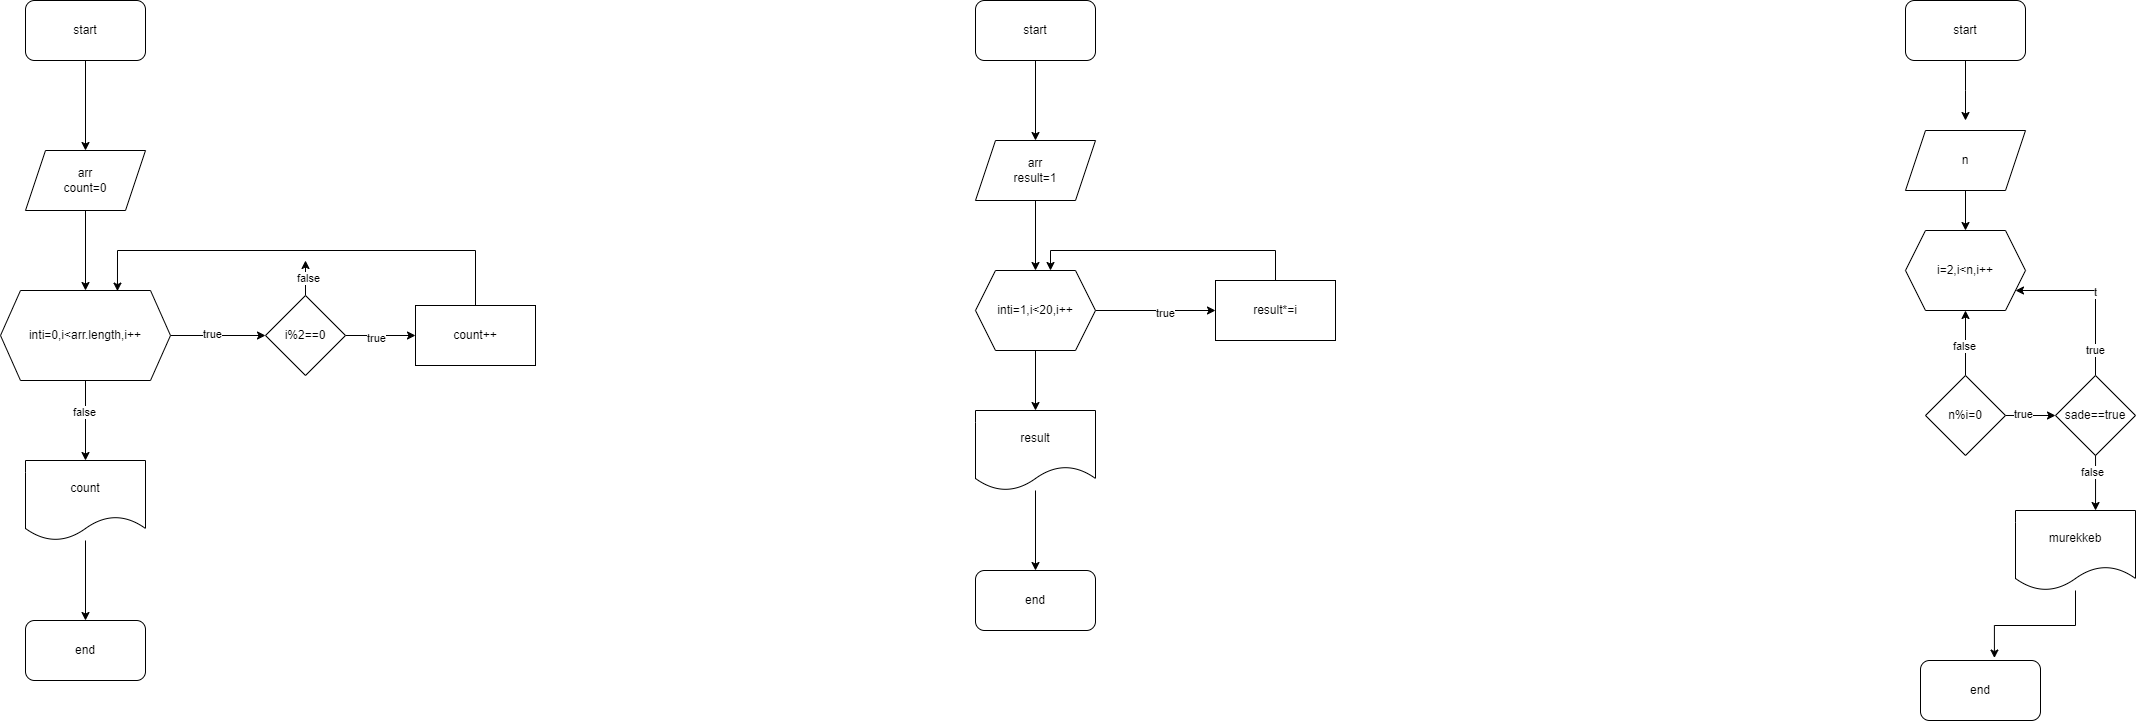 start
arr
count=0
false
inti=0,i<arr.length,i++
true
i%2==0
true
count++
false
count
end
start
arr
result=1
inti=1,i<20,i++
true
result*=i
result
end
start
n
i=2,i<n,i++
t
false
true
n%i=0
true
sade==true
false
murekkeb
end